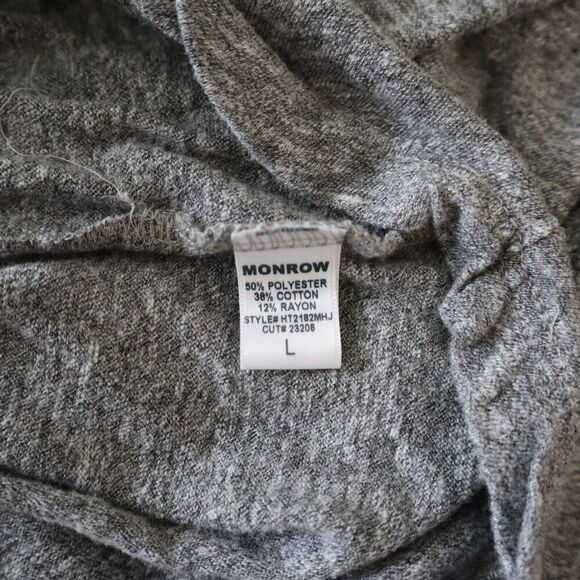 MONROW
50% POLYESTER
38% COTTON
12% RAYON
STYLE# HT2182MHJ
CUT# 23208
L